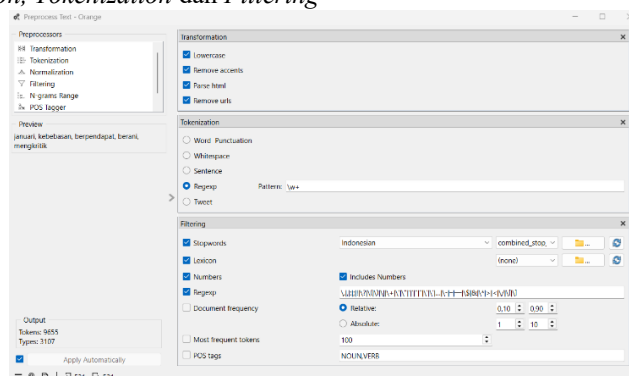 on, Tokenization dan Filtering
Preprocess Text - Orange
Preprocessors
Transformation
Tokenization
Normalization
Filtering
N-grams Range
POS Tagger
Preview
januari, kebebasan, berpendapat, berani,
mengkritik
Output
Tokens: 9655
Types: 3107
Apply Automatically
Transformation
Lowercase
Remove accents
Parse html
Remove urls
Tokenization
Word Punctuation
Whitespace
Sentence
Regexp Pattern: \w+
Tweet
Filtering
Stopwords Indonesian combined_stop_ ...
Lexicon (none) ...
Numbers Includes Numbers
Regexp
Document frequency Relative: 0,10 0,90
Absolute: 1 10
Most frequent tokens 100
POS tags NOUN,VERB